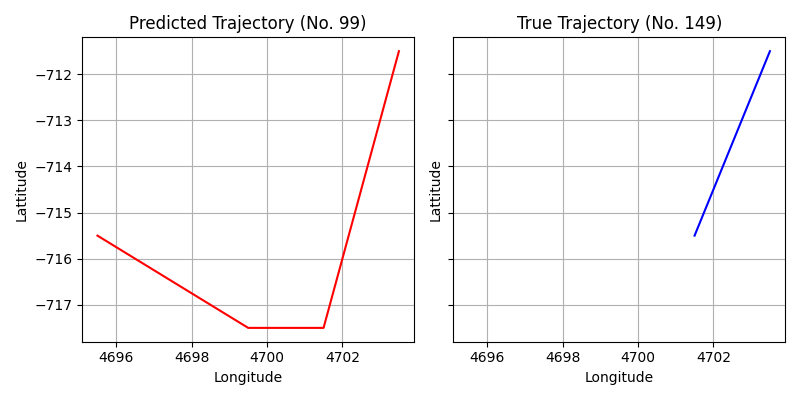 Predicted Trajectory (No. 99)
True Trajectory (No. 149)
Lattitude
−712
−713
−714
−715
−716
−717
4696
4698
4700
4702
Longitude
Lattitude
4696
4698
4700
4702
Longitude